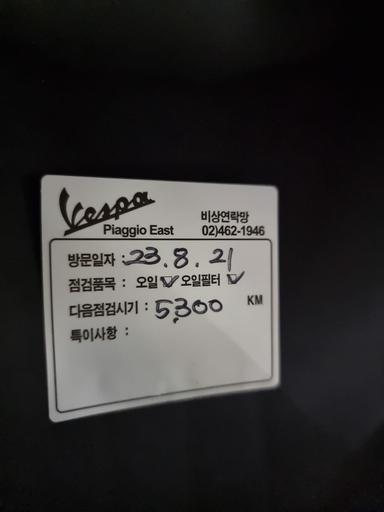 Vespa
Piaggio East
비상연락망
02)462-1946
방문일자 : 23. 8. 21
점검품목 : 오일 ☑ 오일필터 ☑
다음점검시기 : 5,300 KM
특이사항 :